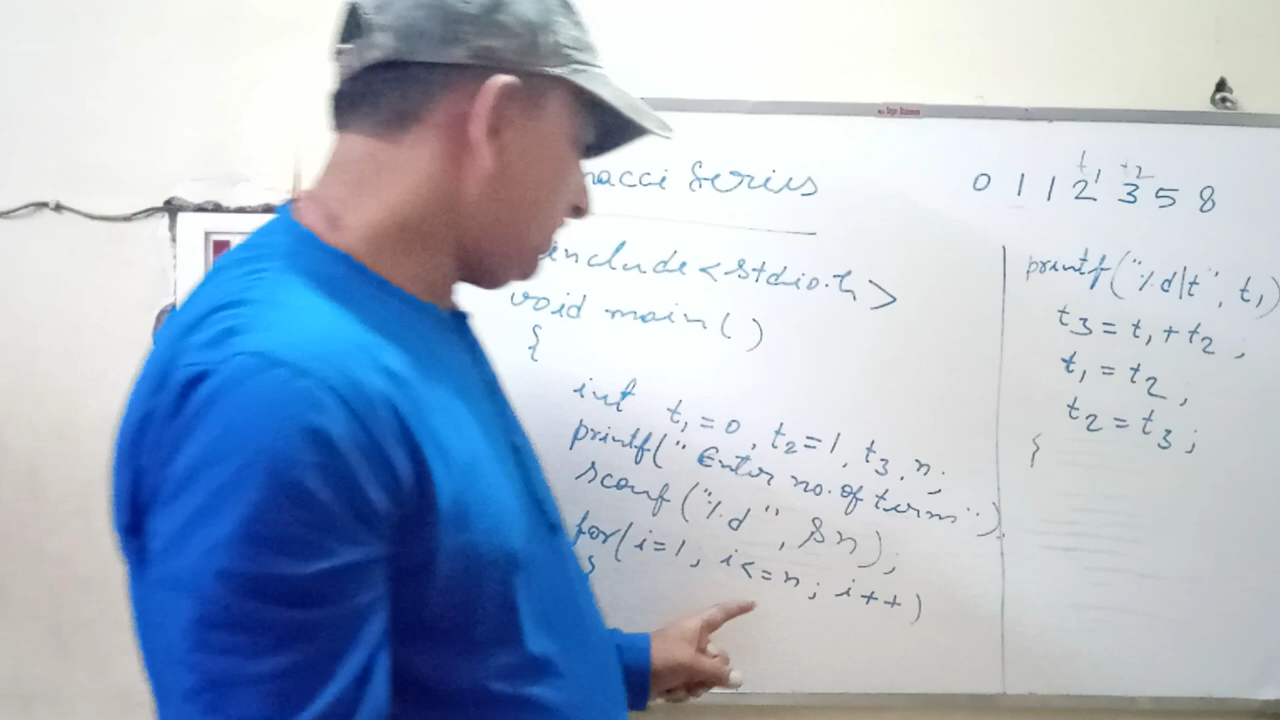 nacci Series
include <stdio.h>
void main()
{
int t1=0, t2=1, t3, n;
printf("Enter no. of terms")
scanf("%d", &n);
for(i=1, i<=n; i++)
{
t1 t2
0 1 1 2 3 5 8
printf("%d\t", t1)
t3 = t1 + t2,
t1 = t2,
t2 = t3;
}